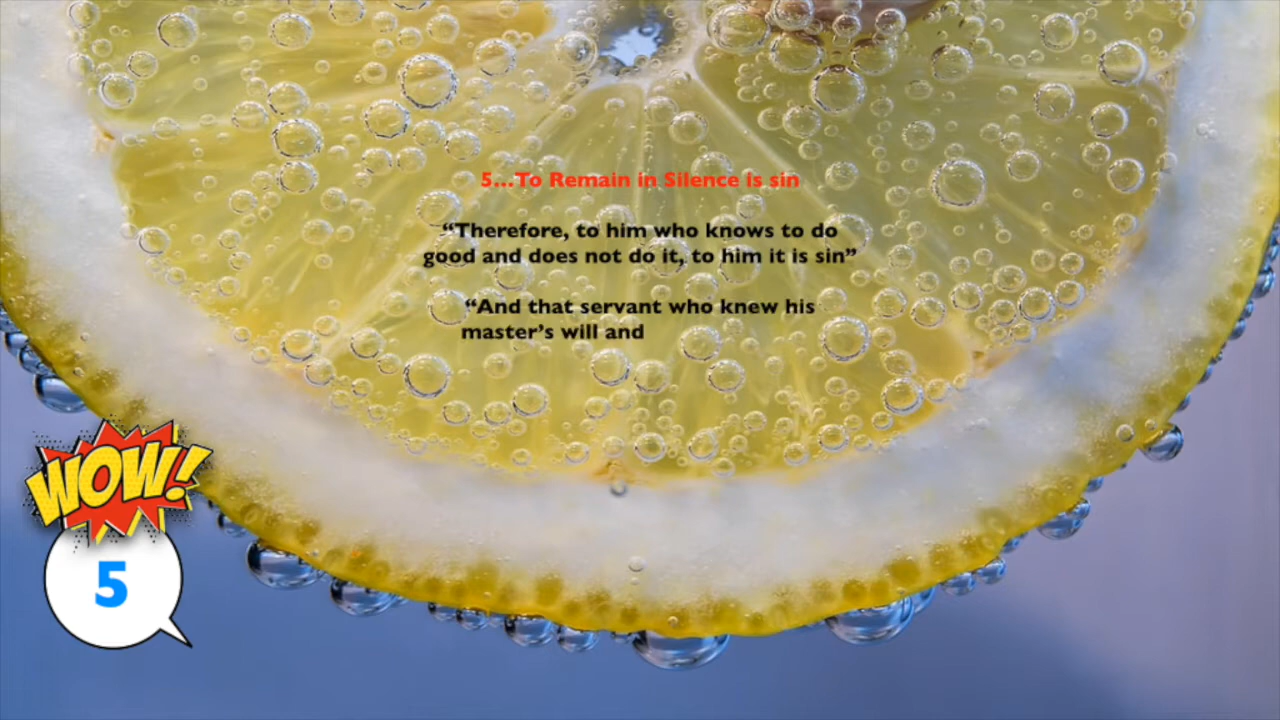 5...To Remain in Silence is sin
“Therefore, to him who knows to do
good and does not do it, to him it is sin”
“And that servant who knew his
master’s will and
WOW!
5